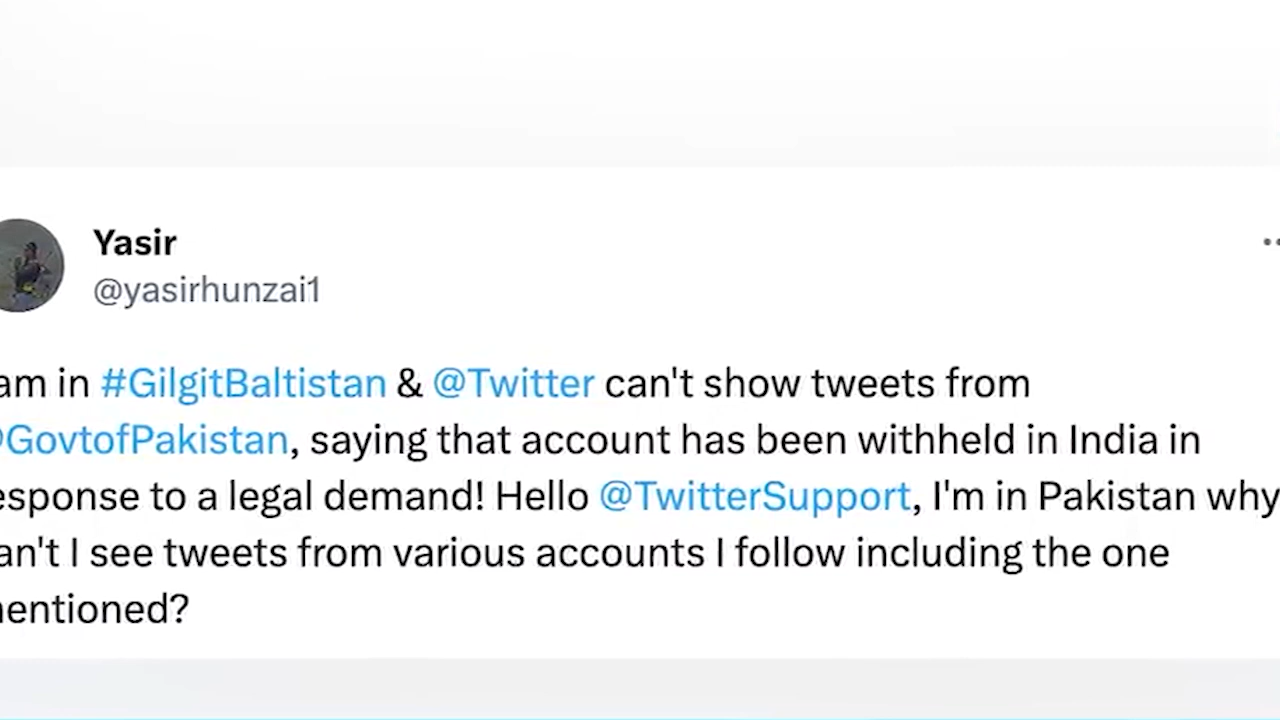 Yasir
@yasirhunzai1
am in #GilgitBaltistan & @Twitter can't show tweets from
@GovtofPakistan, saying that account has been withheld in India in
esponse to a legal demand! Hello @TwitterSupport, I'm in Pakistan why
an't I see tweets from various accounts I follow including the one
entioned?